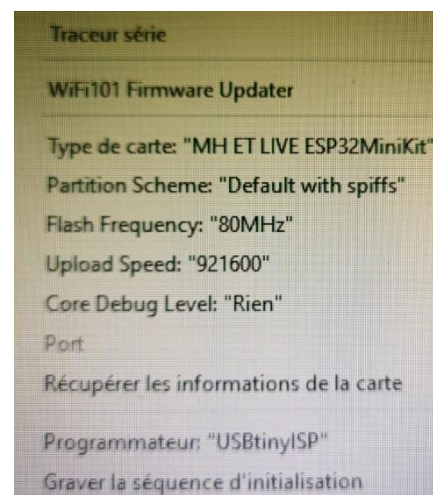 Traceur série
WiFi101 Firmware Updater
Type de carte: "MH ET LIVE ESP32MiniKit"
Partition Scheme: "Default with spiffs"
Flash Frequency: "80MHz"
Upload Speed: "921600"
Core Debug Level: "Rien"
Port
Récupérer les informations de la carte
Programmateur: "USBtinyISP"
Graver la séquence d'initialisation